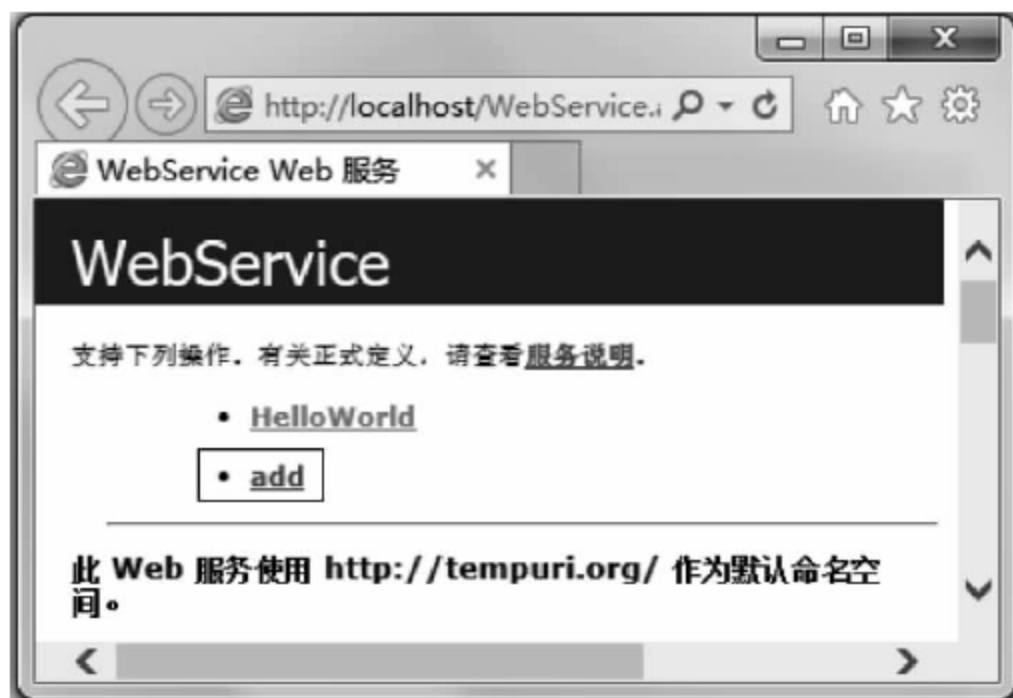 http://localhost/WebService.a
WebService Web 服务
WebService
支持下列操作。有关正式定义，请查看服务说明。
• HelloWorld
• add
此 Web 服务使用 http://tempuri.org/ 作为默认命名空
间。